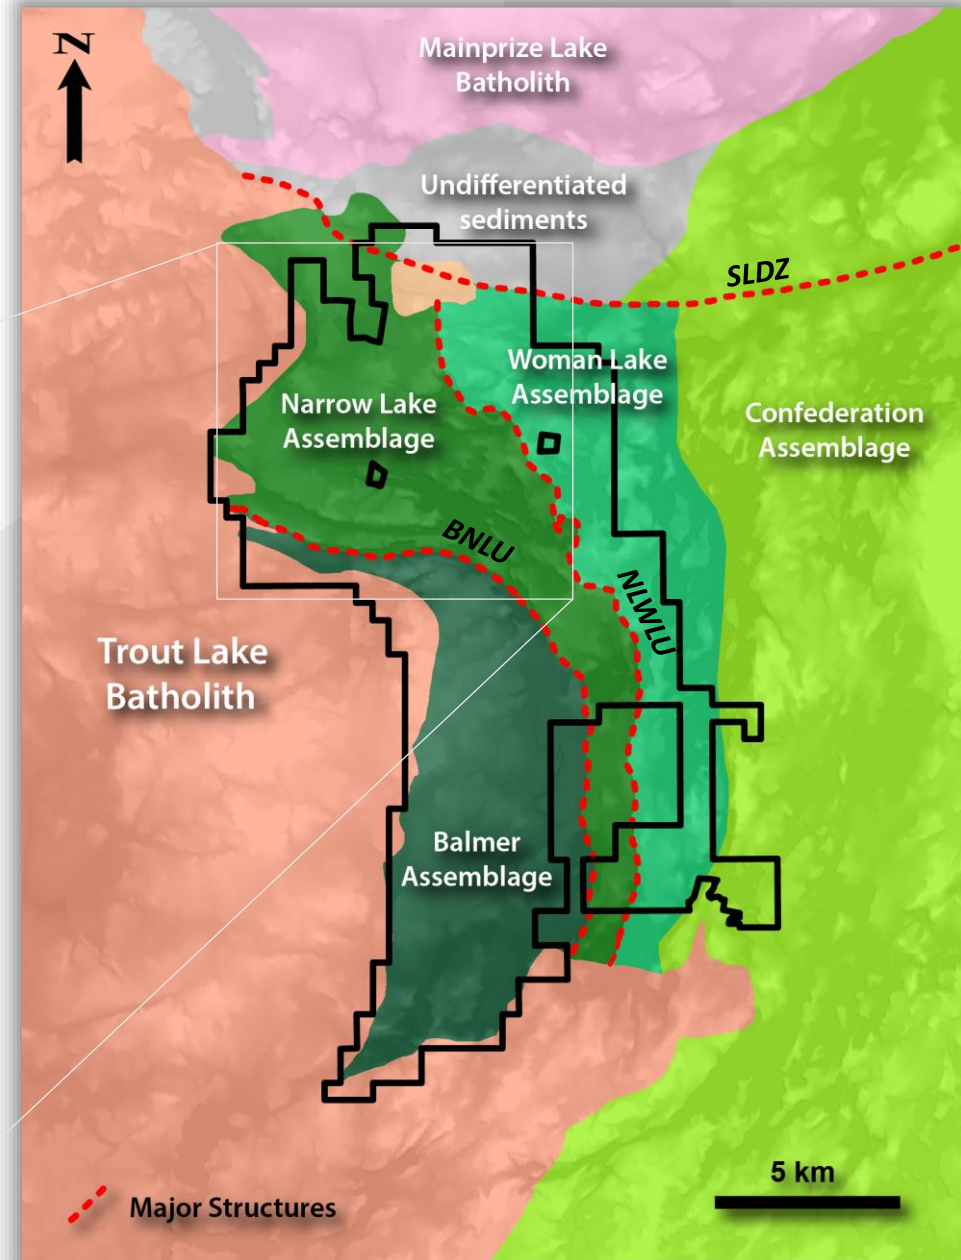 N
Mainprize Lake
Batholith
Undifferentiated
sediments
SLDZ
Woman Lake
Assemblage
Narrow Lake
Assemblage
Confederation
Assemblage
BNLU
NLWLU
Trout Lake
Batholith
Balmer
Assemblage
5 km
Major Structures